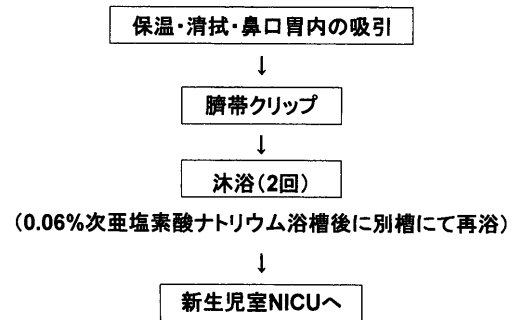 保温・清拭・鼻口胃内の吸引
↓
臍帯クリップ
↓
沐浴(2回)
(0.06%次亜塩素酸ナトリウム浴槽後に別槽にて再浴)
↓
新生児室NICUへ